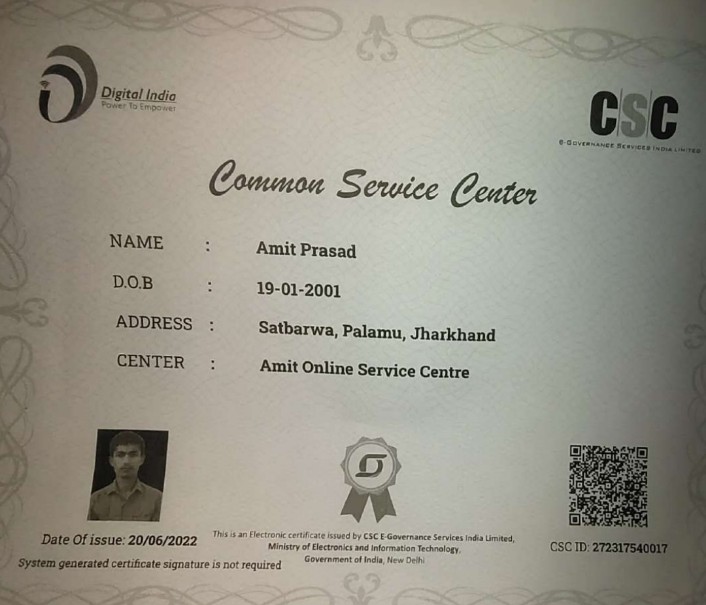 Digital India
Power To Empower
CSC
E-Governance Services India Limited
Common Service Center
NAME : Amit Prasad
D.O.B : 19-01-2001
ADDRESS : Satbarwa, Palamu, Jharkhand
CENTER : Amit Online Service Centre
Date Of issue: 20/06/2022
This is an Electronic certificate issued by CSC E-Governance Services India Limited,
Ministry of Electronics and Information Technology,
Government of India, New Delhi
CSC ID: 272317540017
System generated certificate signature is not required